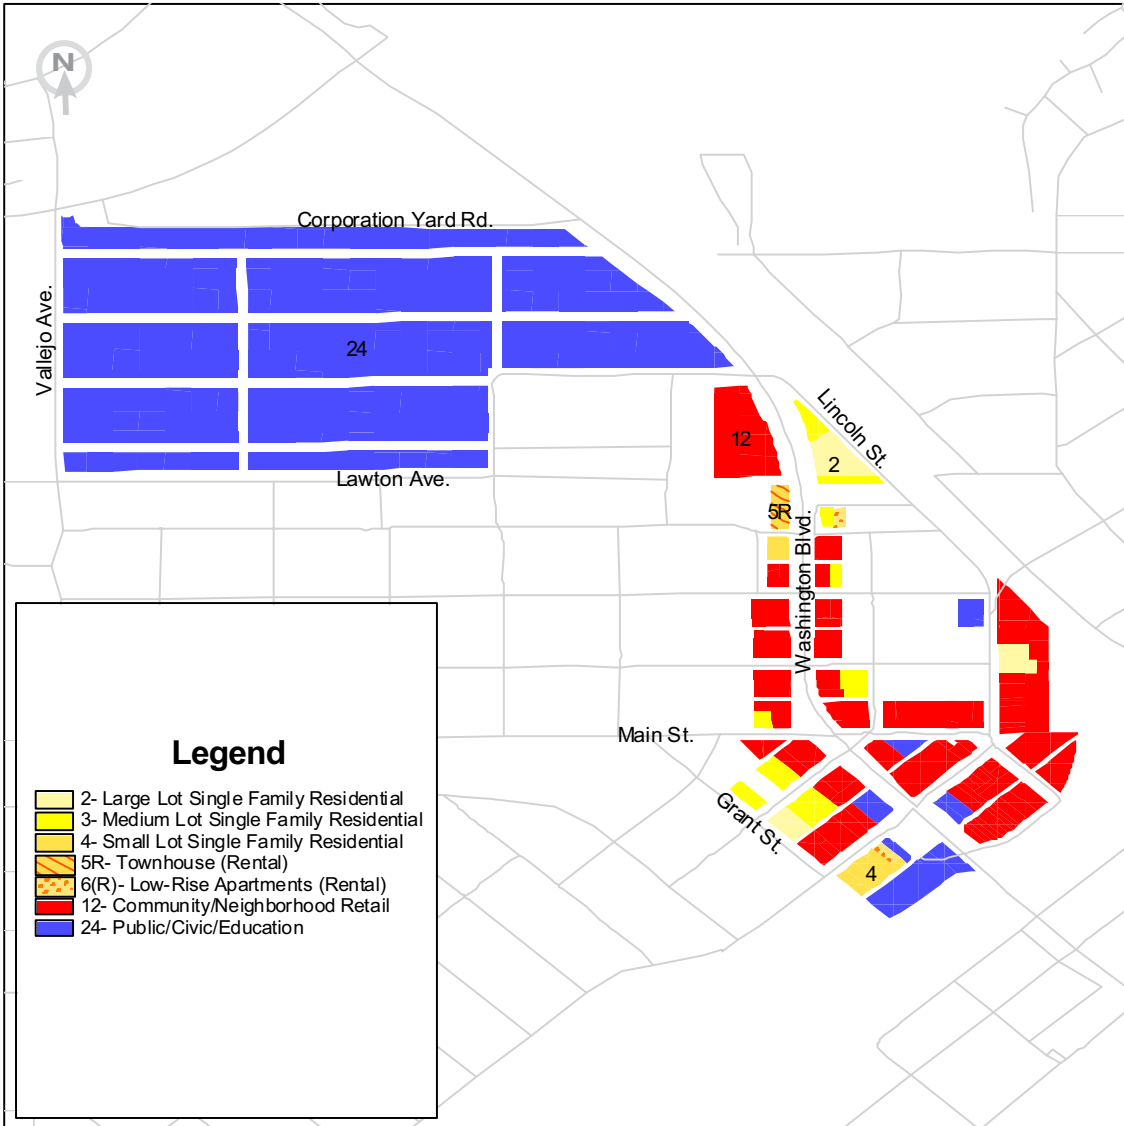 N
Corporation Yard Rd.
Vallejo Ave.
24
Lincoln St.
12
2
Lawton Ave.
5R
Washington Blvd.
Main St.
Grant St.
4
Legend
2- Large Lot Single Family Residential
3- Medium Lot Single Family Residential
4- Small Lot Single Family Residential
5R- Townhouse (Rental)
6(R)- Low-Rise Apartments (Rental)
12- Community/Neighborhood Retail
24- Public/Civic/Education